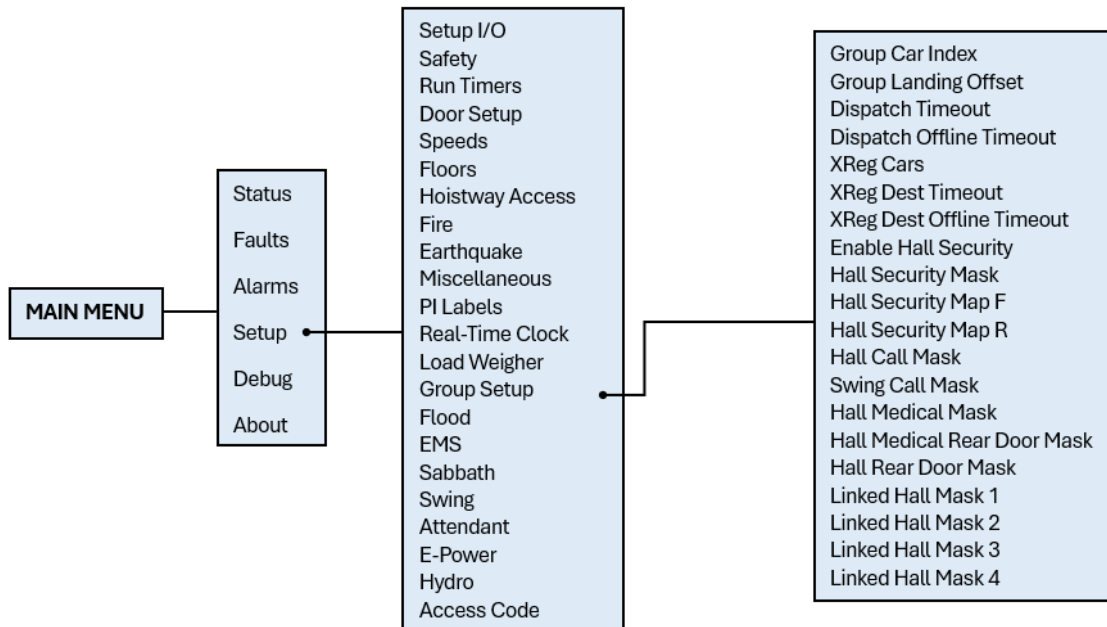 MAIN MENU
Status
Faults
Alarms
Setup
Debug
About
Setup I/O
Safety
Run Timers
Door Setup
Speeds
Floors
Hoistway Access
Fire
Earthquake
Miscellaneous
PI Labels
Real-Time Clock
Load Weigher
Group Setup
Flood
EMS
Sabbath
Swing
Attendant
E-Power
Hydro
Access Code
Group Car Index
Group Landing Offset
Dispatch Timeout
Dispatch Offline Timeout
XReg Cars
XReg Dest Timeout
XReg Dest Offline Timeout
Enable Hall Security
Hall Security Mask
Hall Security Map F
Hall Security Map R
Hall Call Mask
Swing Call Mask
Hall Medical Mask
Hall Medical Rear Door Mask
Hall Rear Door Mask
Linked Hall Mask 1
Linked Hall Mask 2
Linked Hall Mask 3
Linked Hall Mask 4